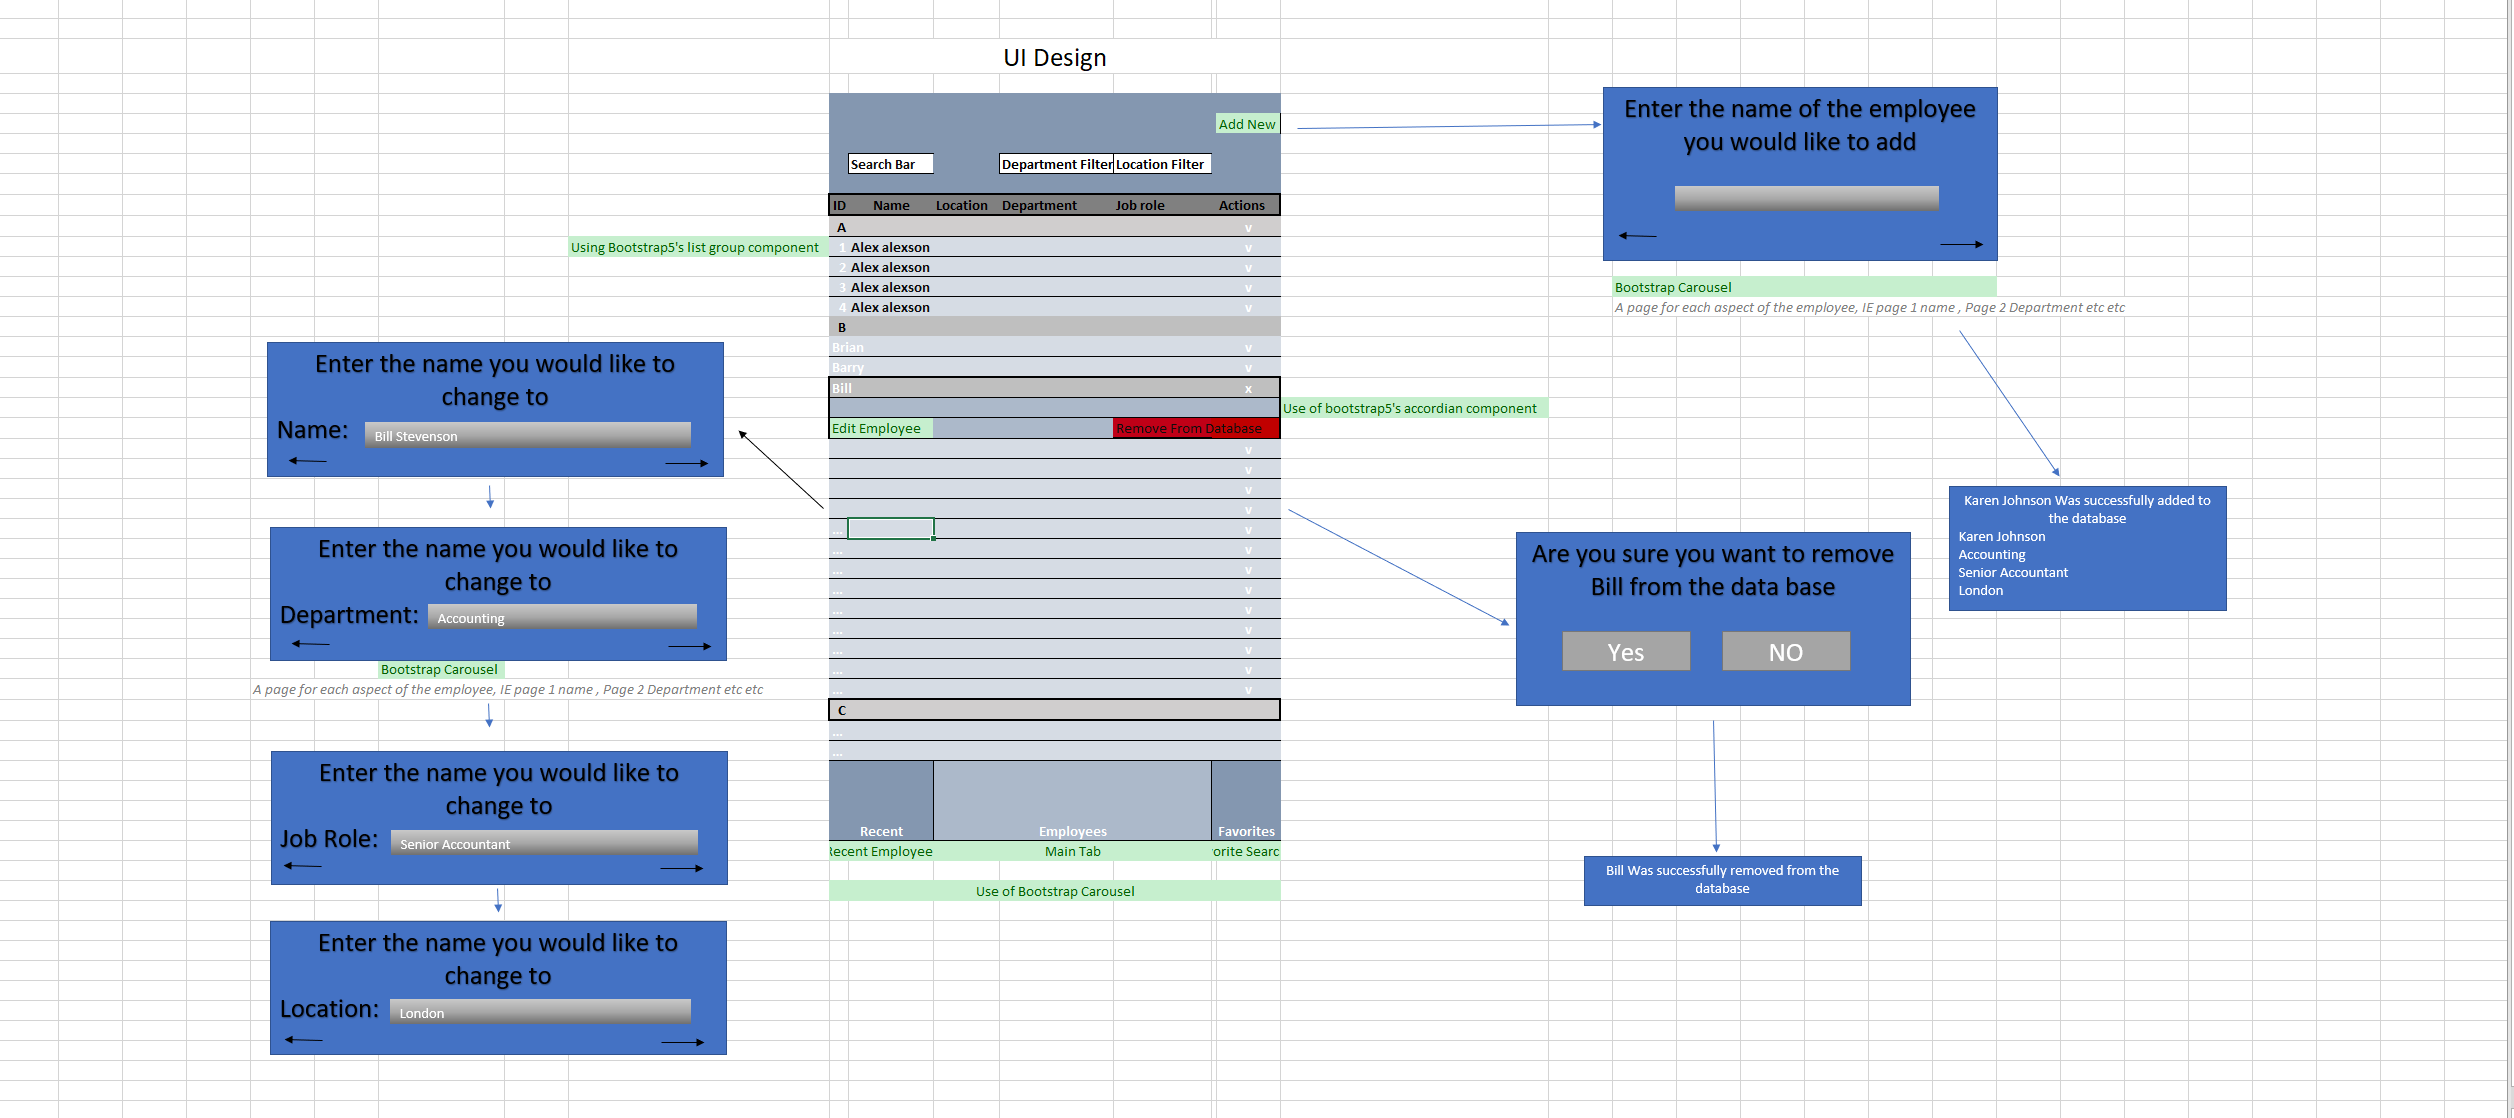 UI Design
Add New
Search Bar
Department Filter
Location Filter
ID Name Location Department Job role Actions
A v
Using Bootstrap5's list group component
1 Alex alexson v
2 Alex alexson v
3 Alex alexson v
4 Alex alexson v
B
Brian v
Barry v
Bill x
Use of bootstrap5's accordian component
Edit Employee
Remove From Database
v
v
v
v
... v
... v
... v
... v
... v
... v
... v
... v
... v
C
...
...
Recent
Employees
Favorites
Recent Employee
Main Tab
orite Searc
Use of Bootstrap Carousel
Enter the name you would like to
change to
Name:
Bill Stevenson
Enter the name you would like to
change to
Department:
Accounting
Bootstrap Carousel
A page for each aspect of the employee, IE page 1 name , Page 2 Department etc etc
Enter the name you would like to
change to
Job Role:
Senior Accountant
Enter the name you would like to
change to
Location:
London
Enter the name of the employee
you would like to add
Bootstrap Carousel
A page for each aspect of the employee, IE page 1 name , Page 2 Department etc etc
Karen Johnson Was successfully added to
the database
Karen Johnson
Accounting
Senior Accountant
London
Are you sure you want to remove
Bill from the data base
Yes
NO
Bill Was successfully removed from the
database